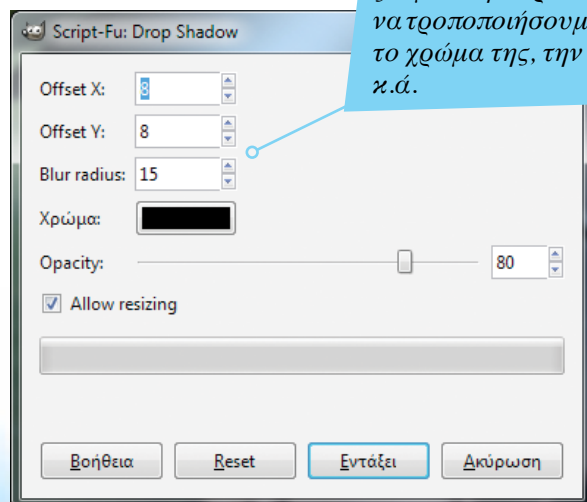 να τροποποιήσουμ
το χρώμα της, την
κ.ά.
Script-Fu: Drop Shadow
Offset X: 8
Offset Y: 8
Blur radius: 15
Χρώμα:
Opacity: 80
Allow resizing
Βοήθεια Reset Εντάξει Ακύρωση